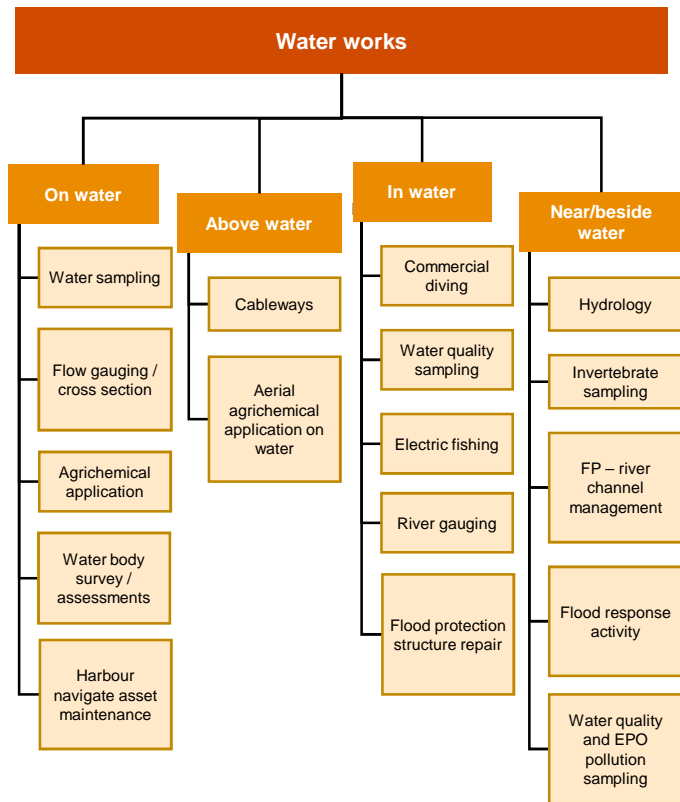 Water works
On water
Water sampling
Flow gauging /
cross section
Agrichemical
application
Water body
survey /
assessments
Harbour
navigate asset
maintenance
Above water
Cableways
Aerial
agrichemical
application on
water
In water
Commercial
diving
Water quality
sampling
Electric fishing
River gauging
Flood protection
structure repair
Near/beside
water
Hydrology
Invertebrate
sampling
FP – river
channel
management
Flood response
activity
Water quality
and EPO
pollution
sampling